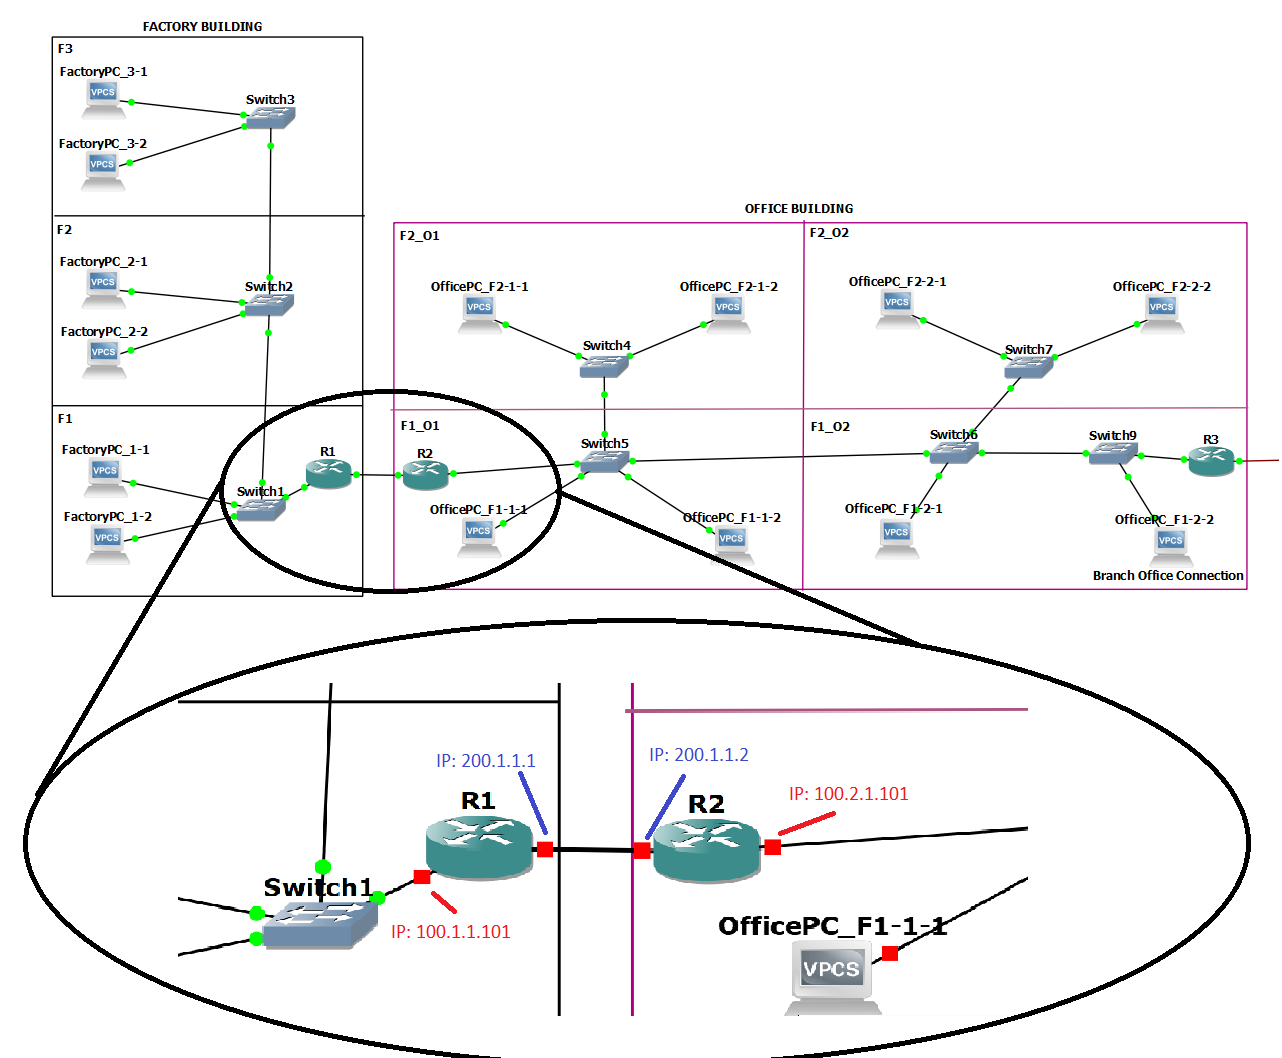 FACTORY BUILDING
F3
FactoryPC_3-1
VPCS
Switch3
FactoryPC_3-2
VPCS
F2
FactoryPC_2-1
VPCS
Switch2
FactoryPC_2-2
VPCS
F1
FactoryPC_1-1
VPCS
Switch1
FactoryPC_1-2
VPCS
R1
OFFICE BUILDING
F2_O1
OfficePC_F2-1-1
VPCS
OfficePC_F2-1-2
VPCS
Switch4
F2_O2
OfficePC_F2-2-1
VPCS
OfficePC_F2-2-2
VPCS
Switch7
F1_O1
R2
Switch5
OfficePC_F1-1-1
VPCS
OfficePC_F1-1-2
VPCS
F1_O2
Switch6
Switch9
R3
OfficePC_F1-2-1
VPCS
OfficePC_F1-2-2
VPCS
Branch Office Connection
IP: 200.1.1.1
IP: 200.1.1.2
R1
R2
IP: 100.2.1.101
Switch1
IP: 100.1.1.101
OfficePC_F1-1-1
VPCS